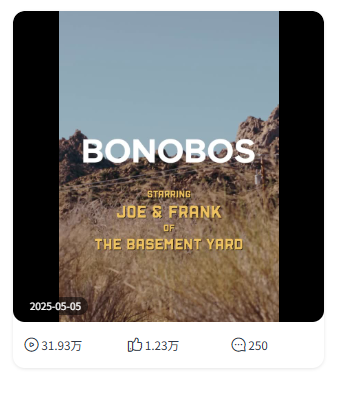 BONOBOS
STARRING
JOE & FRANK
OF
THE BASEMENT YARD
2025-05-05
31.93万
1.23万
250